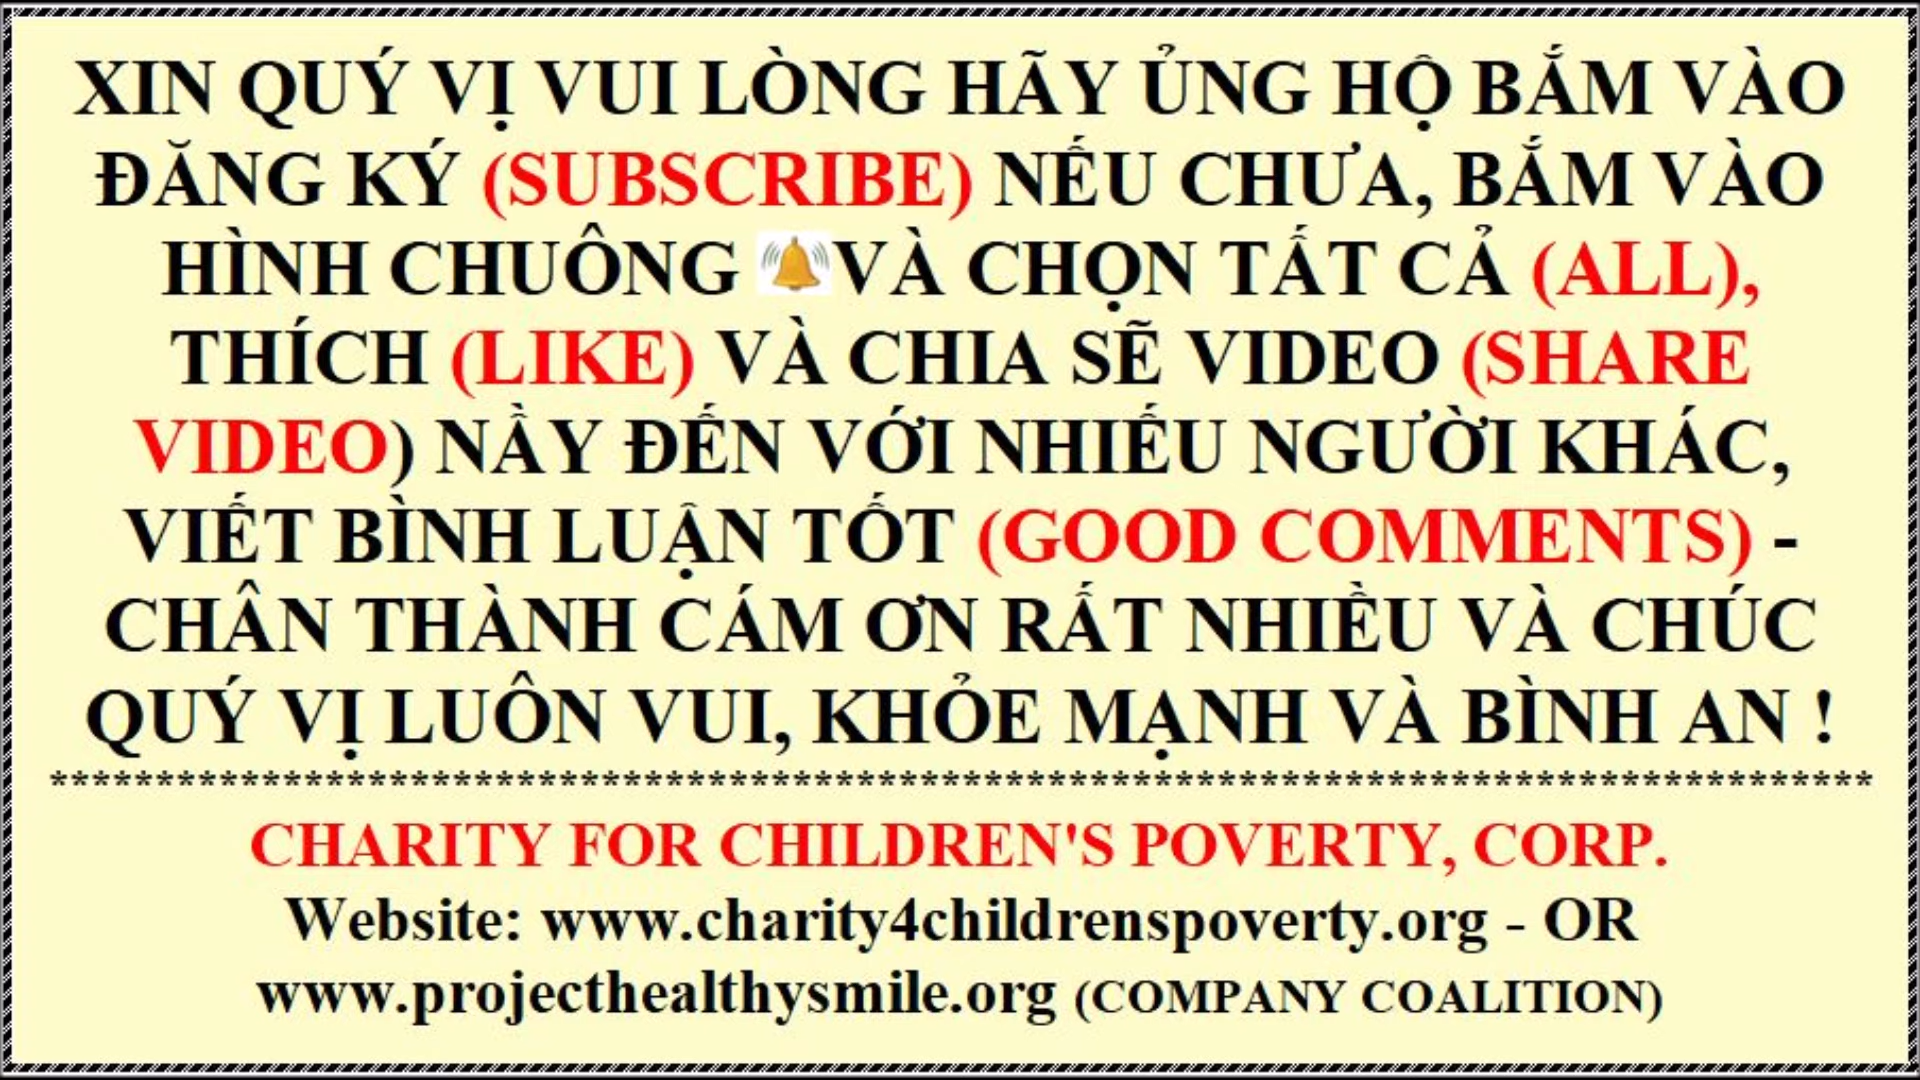 XIN QUÝ VỊ VUI LÒNG HÃY ỦNG HỘ BẮM VÀO
ĐĂNG KÝ (SUBSCRIBE) NẾU CHƯA, BẮM VÀO
HÌNH CHUÔNG VÀ CHỌN TẤT CẢ (ALL),
THÍCH (LIKE) VÀ CHIA SẼ VIDEO (SHARE
VIDEO) NẦY ĐẾN VỚI NHIẾU NGƯỜI KHÁC,
VIẾT BÌNH LUẬN TỐT (GOOD COMMENTS) -
CHÂN THÀNH CÁM ƠN RẤT NHIỀU VÀ CHÚC
QUÝ VỊ LUÔN VUI, KHỎE MẠNH VÀ BÌNH AN !
**************************************************************************************
CHARITY FOR CHILDREN'S POVERTY, CORP.
Website: www.charity4childrenspoverty.org - OR
www.projecthealthysmile.org (COMPANY COALITION)